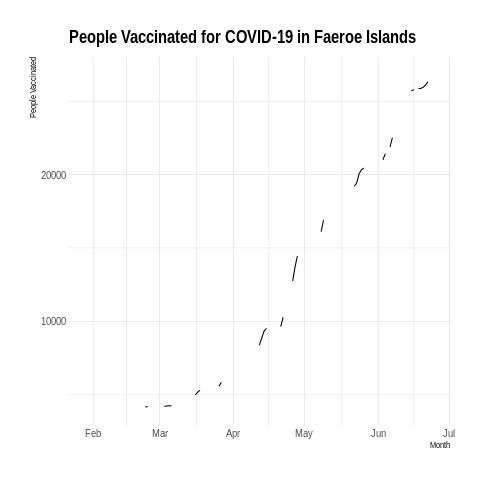 People Vaccinated for COVID-19 in Faeroe Islands
People Vaccinated
20000
10000
Feb Mar Apr May Jun Jul
Month